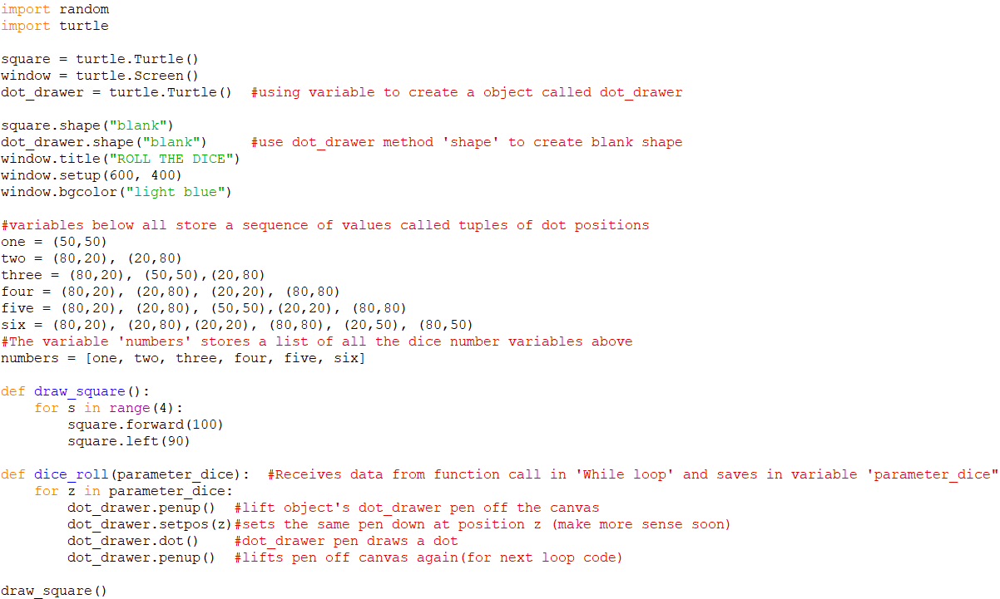 import random
import turtle

square = turtle.Turtle()
window = turtle.Screen()
dot_drawer = turtle.Turtle()  #using variable to create a object called dot_drawer

square.shape("blank")
dot_drawer.shape("blank")     #use dot_drawer method 'shape' to create blank shape
window.title("ROLL THE DICE")
window.setup(600, 400)
window.bgcolor("light blue")

#variables below all store a sequence of values called tuples of dot positions
one = (50,50)
two = (80,20), (20,80)
three = (80,20), (50,50),(20,80)
four = (80,20), (20,80), (20,20), (80,80)
five = (80,20), (20,80), (50,50),(20,20), (80,80)
six = (80,20), (20,80),(20,20), (80,80), (20,50), (80,50)
#The variable 'numbers' stores a list of all the dice number variables above
numbers = [one, two, three, four, five, six]

def draw_square():
    for s in range(4):
        square.forward(100)
        square.left(90)

def dice_roll(parameter_dice):  #Receives data from function call in 'While loop' and saves in variable 'parameter_dice"
    for z in parameter_dice:
        dot_drawer.penup()  #lift object's dot_drawer pen off the canvas
        dot_drawer.setpos(z)#sets the same pen down at position z (make more sense soon)
        dot_drawer.dot()    #dot_drawer pen draws a dot
        dot_drawer.penup()  #lifts pen off canvas again(for next loop code)

draw_square()